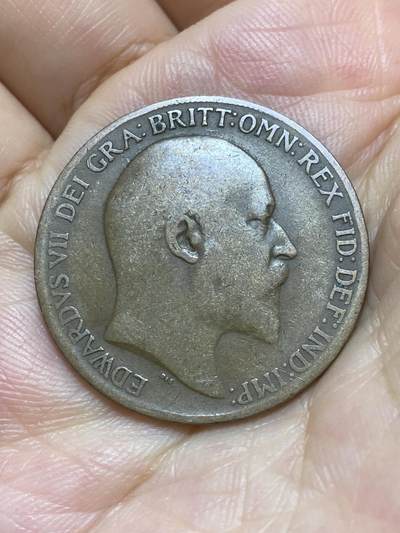 EDWARDVS VII DEI GRA: BRITT: OMN: REX FID: DEF: IND: IMP: